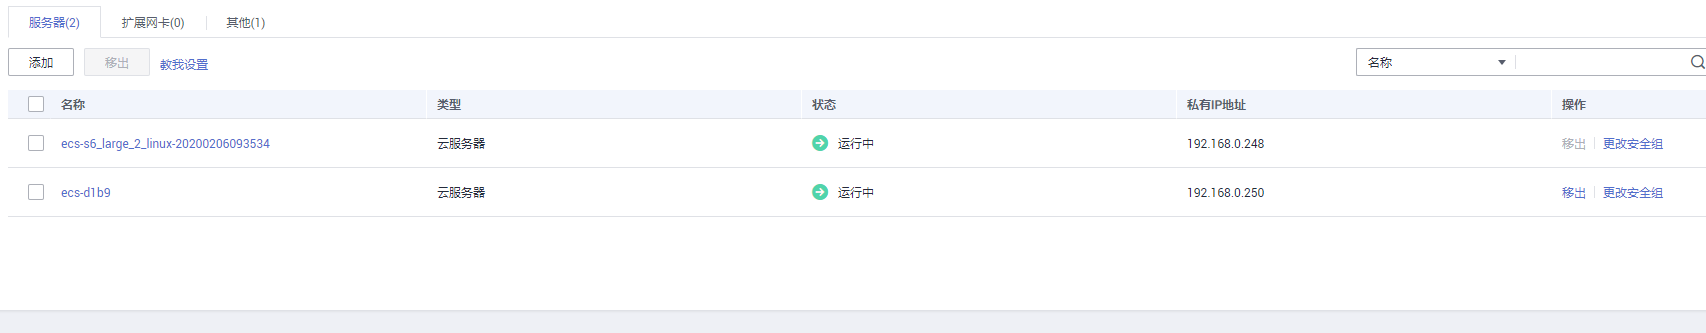 服务器(2) 扩展网卡(0) 其他(1)
添加 移出 教我设置 名称
名称 类型 状态 私有IP地址 操作
ecs-s6_large_2_linux-20200206093534 云服务器 运行中 192.168.0.248 移出 更改安全组
ecs-d1b9 云服务器 运行中 192.168.0.250 移出 更改安全组